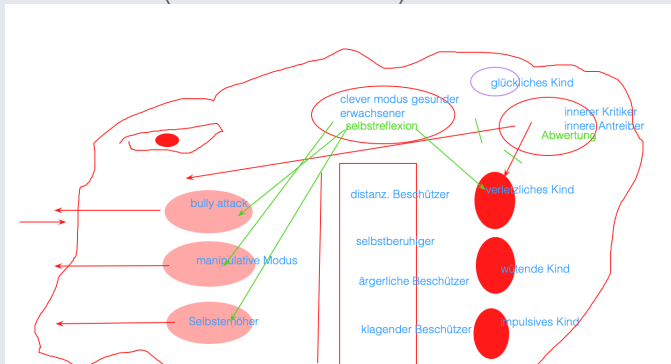 glückliches Kind
clever modus gesunder
erwachsener
selbstreflexion
innerer Kritiker
innere Antreiber
Abwertung
bully attack
distanz. Beschützer
verletzliches Kind
selbstberuhiger
manipulative Modus
wütende Kind
ärgerliche Beschützer
Selbsterhöher
klagender Beschützer
impulsives Kind